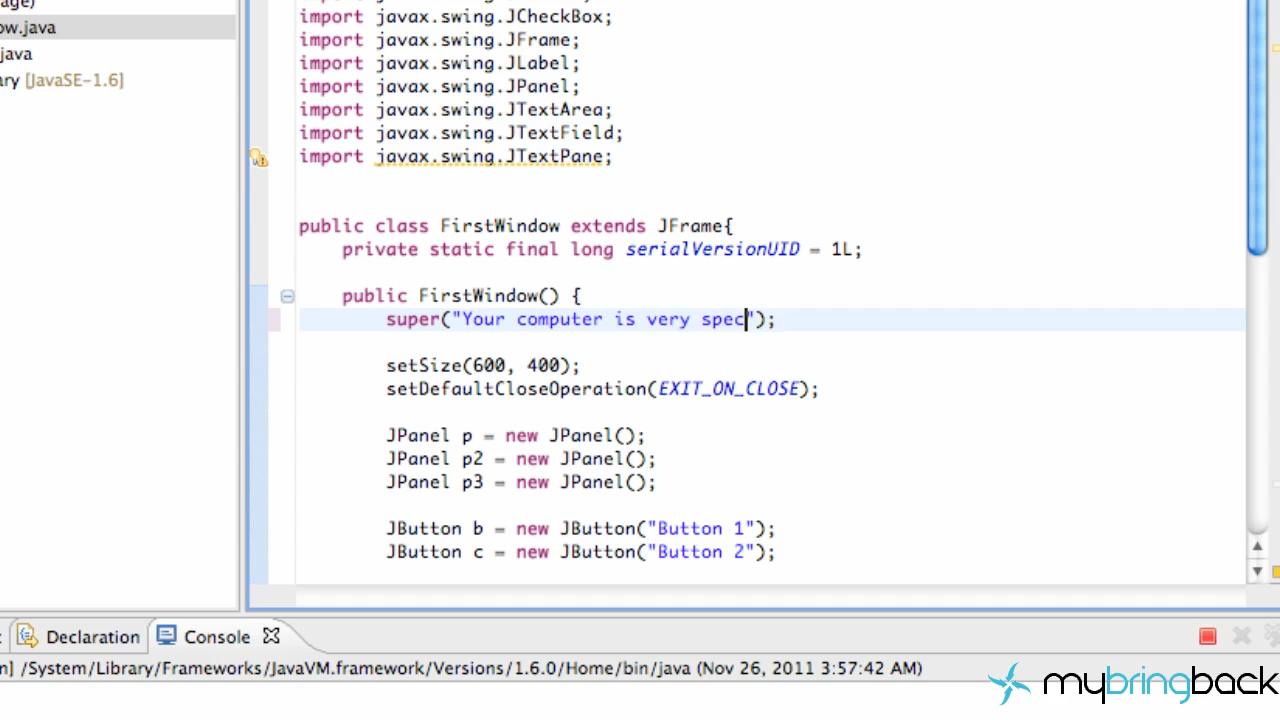 age)
ow.java
java
ary [JavaSE-1.6]
import javax.swing.JCheckBox;
import javax.swing.JFrame;
import javax.swing.JLabel;
import javax.swing.JPanel;
import javax.swing.JTextArea;
import javax.swing.JTextField;
import javax.swing.JTextPane;
public class FirstWindow extends JFrame{
private static final long serialVersionUID = 1L;
public FirstWindow() {
super("Your computer is very spec");
setSize(600, 400);
setDefaultCloseOperation(EXIT_ON_CLOSE);
JPanel p = new JPanel();
JPanel p2 = new JPanel();
JPanel p3 = new JPanel();
JButton b = new JButton("Button 1");
JButton c = new JButton("Button 2");
Declaration Console
n] /System/Library/Frameworks/JavaVM.framework/Versions/1.6.0/Home/bin/java (Nov 26, 2011 3:57:42 AM)
mybringback